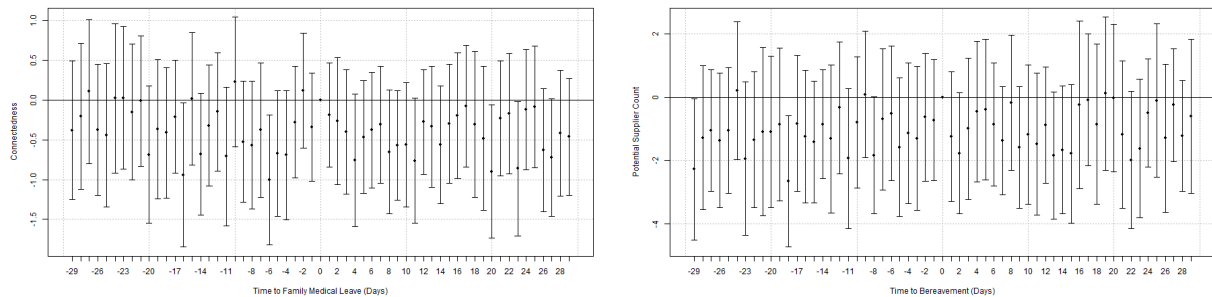 Connectedness
1.0
0.5
0.0
-0.5
-1.0
-1.5
-29 -26 -23 -20 -17 -14 -11 -8 -6 -4 -2 0 2 4 6 8 10 12 14 16 18 20 22 24 26 28
Time to Family Medical Leave (Days)
Potential Supplier Count
2
0
-2
-4
-29 -26 -23 -20 -17 -14 -11 -8 -6 -4 -2 0 2 4 6 8 10 12 14 16 18 20 22 24 26 28
Time to Bereavement (Days)